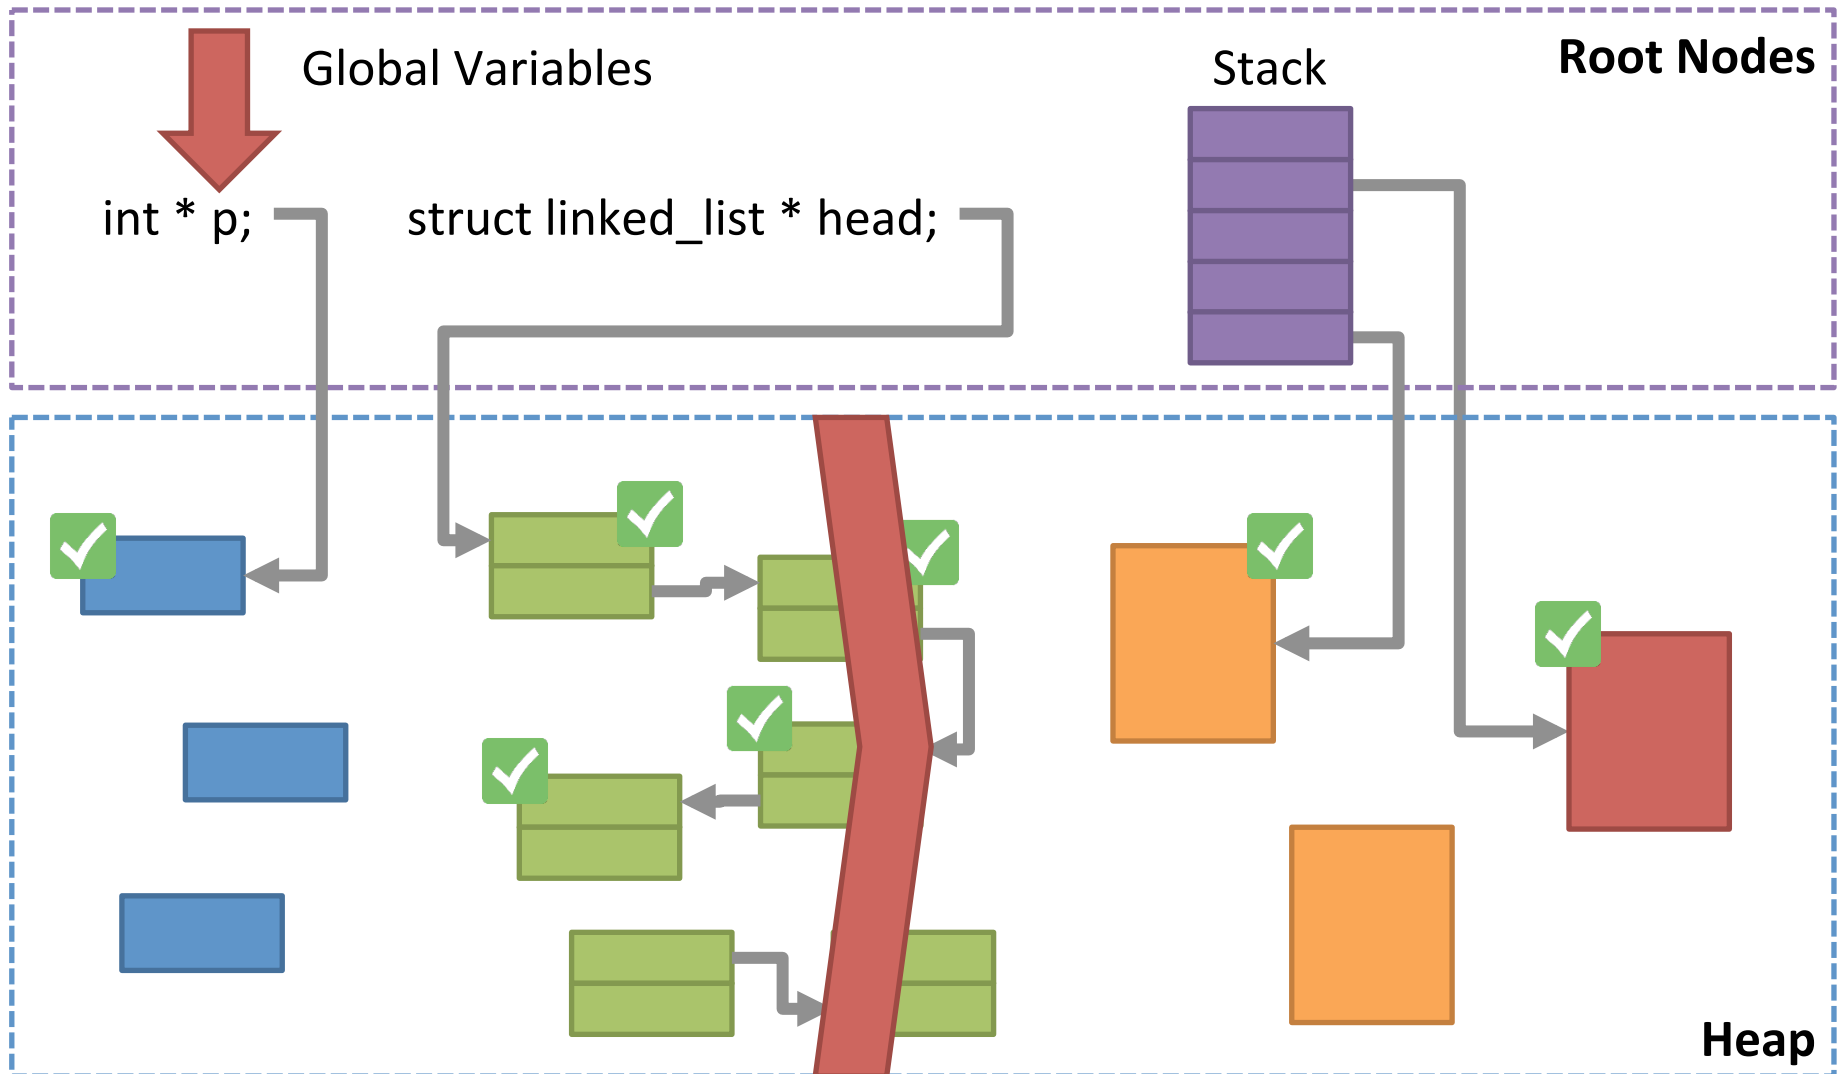 Global Variables
Stack
Root Nodes
int * p;
struct linked_list * head;
Heap